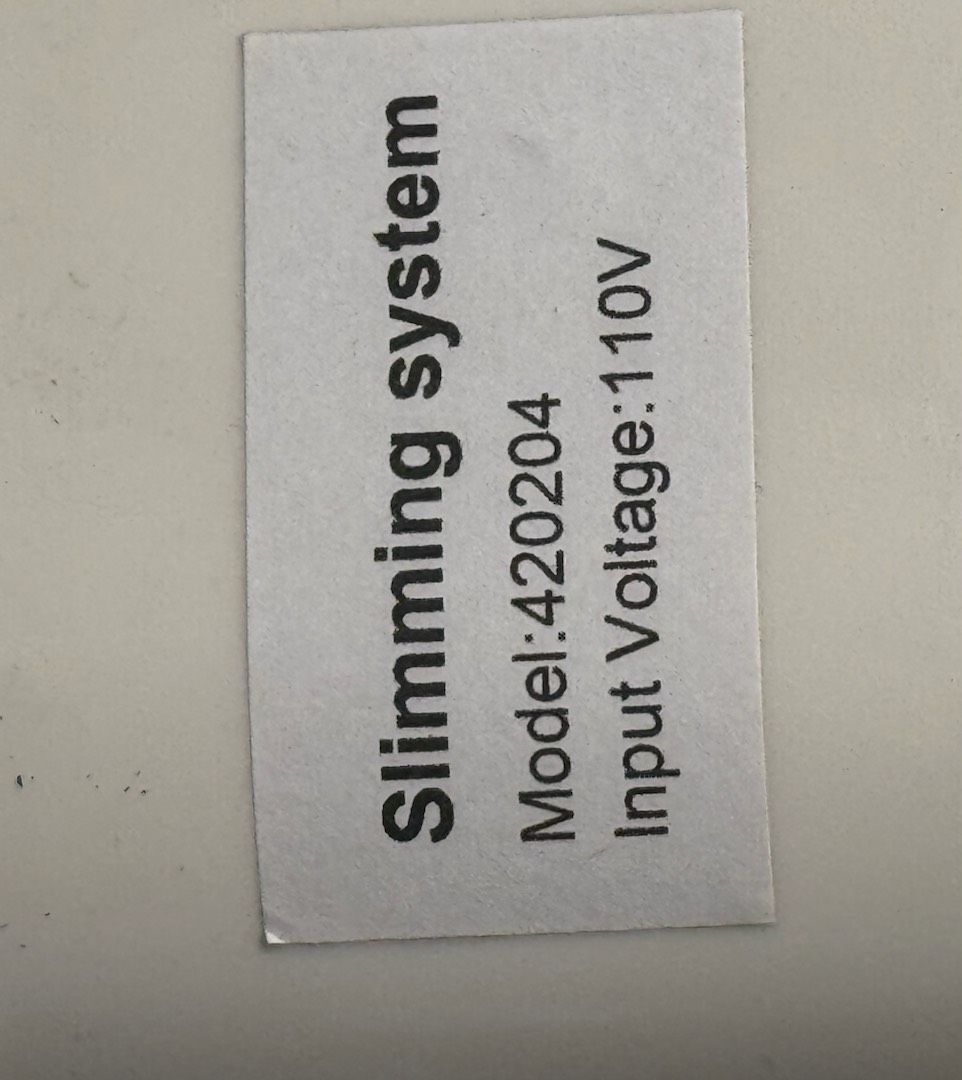 Slimming system
Model:420204
Input Voltage:110V